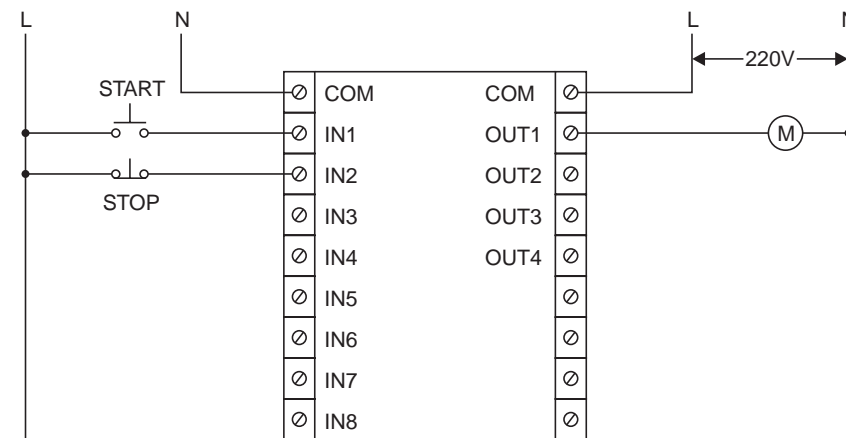 L N L N
220V
START
COM COM
IN1 OUT1 M
IN2 OUT2
STOP
IN3 OUT3
IN4 OUT4
IN5
IN6
IN7
IN8